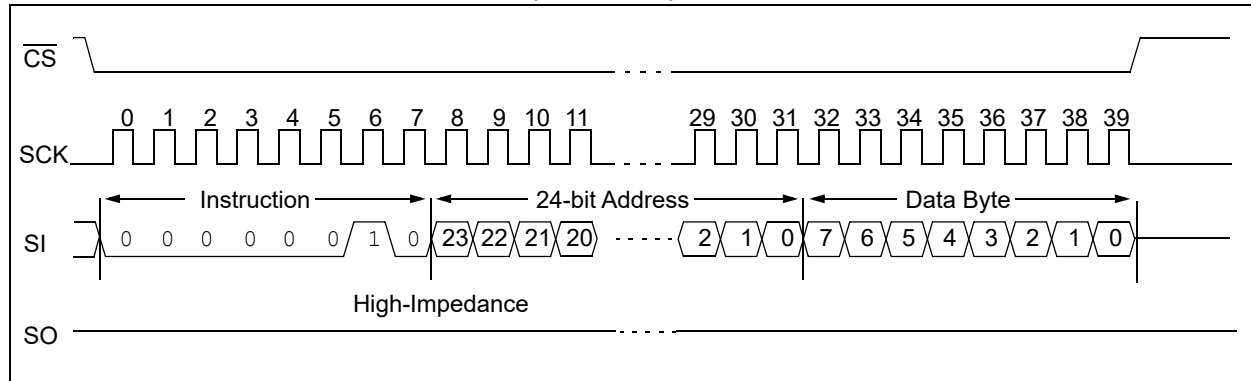 CS
0 1 2 3 4 5 6 7 8 9 10 11 29 30 31 32 33 34 35 36 37 38 39
SCK
Instruction 24-bit Address Data Byte
SI 0 0 0 0 0 0 1 0 23 22 21 20 2 1 0 7 6 5 4 3 2 1 0
High-Impedance
SO